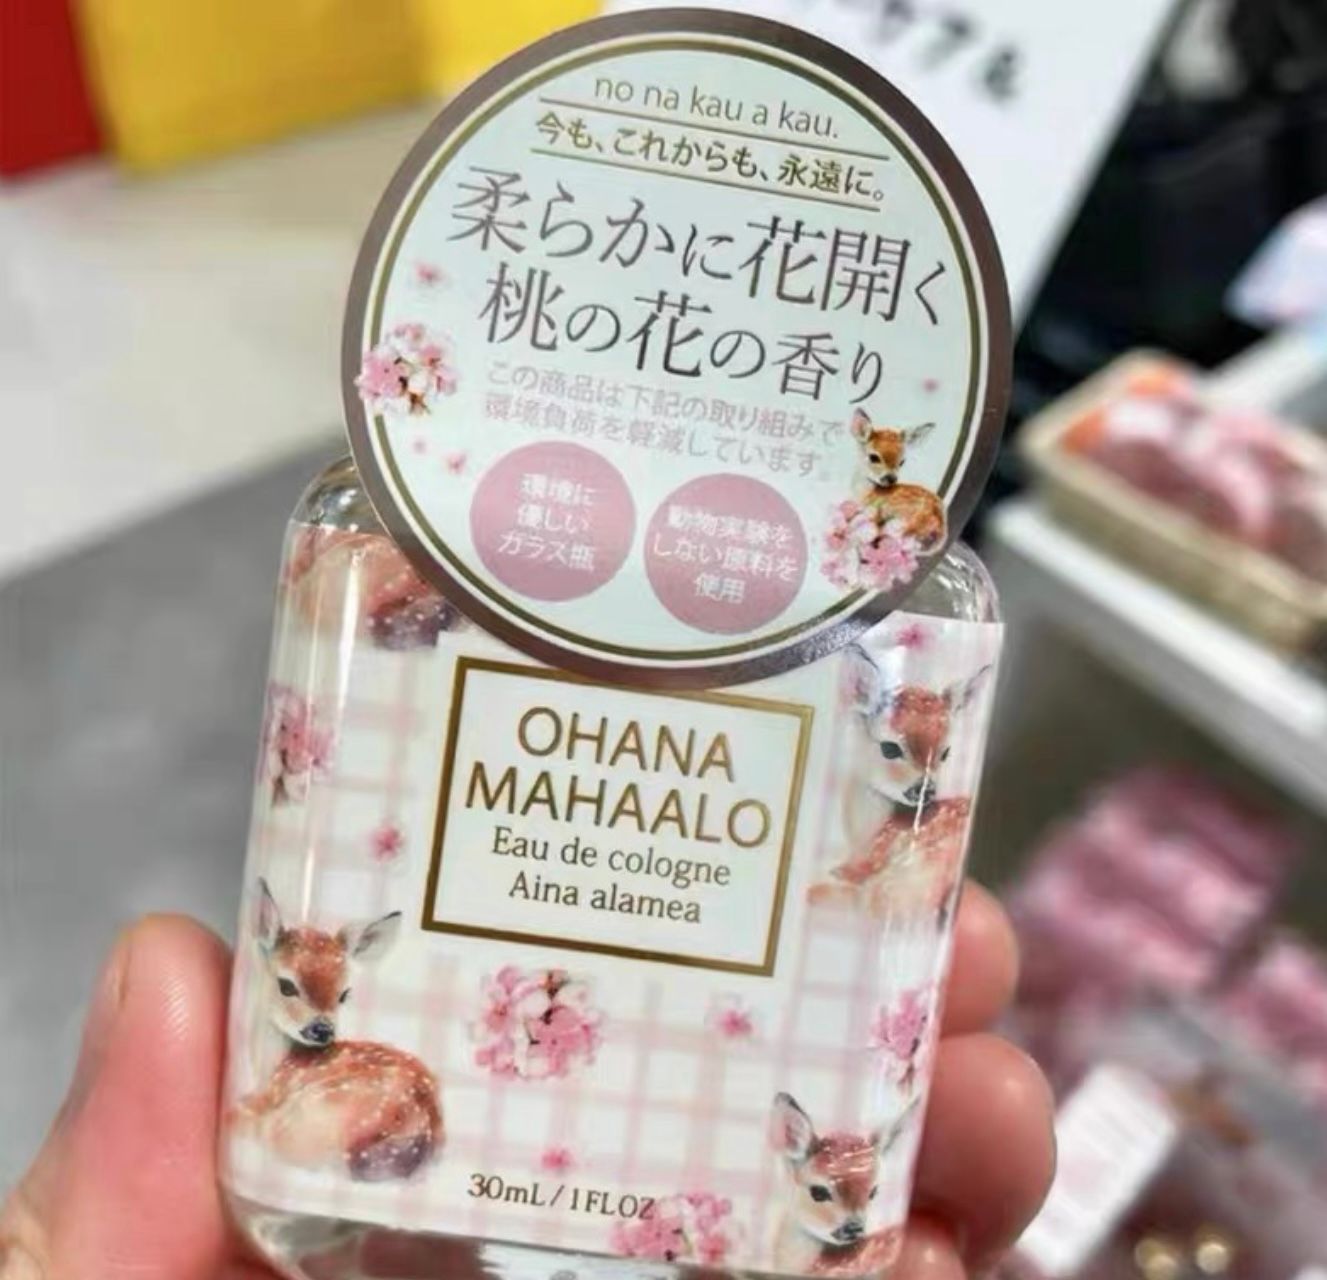 no na kau a kau.
今も、これからも、永遠に。
柔らかに花開く
桃の花の香り
この商品は下記の取り組みで
環境負荷を軽減しています。
環境に
優しい
ガラス瓶
動物実験を
しない原料を
使用
OHANA
MAHAALO
Eau de cologne
Aina alamea
30mL / 1FLOZ